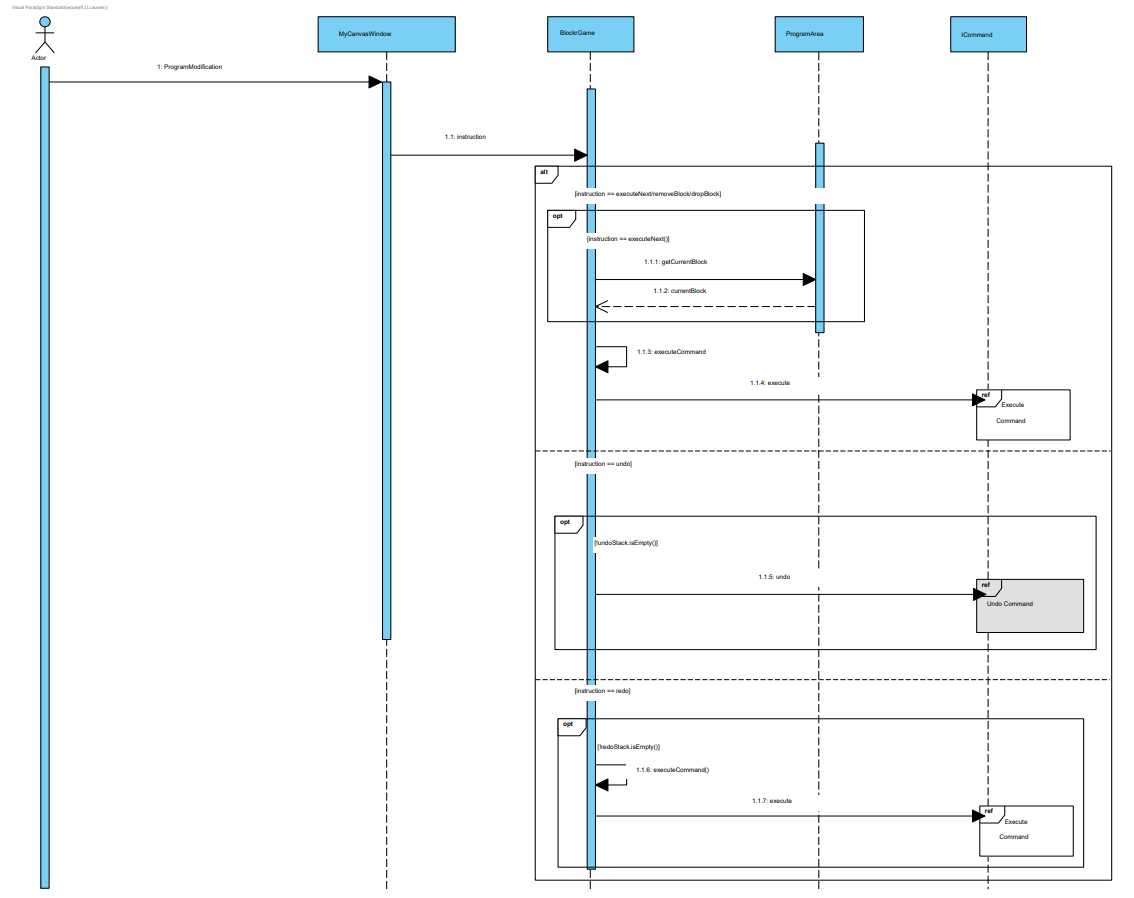 Visual Paradigm Standard(wouter(K.U.Leuven))
MyCanvasWindow
BlockrGame
ProgramArea
ICommand
Actor
1: ProgramModification
1.1: instruction
alt
[instruction == executeNext/removeBlock/dropBlock]
opt
[instruction == executeNext()]
1.1.1: getCurrentBlock
1.1.2: currentBlock
1.1.3: executeCommand
1.1.4: execute
ref
Execute
Command
[instruction == undo]
opt
[!undoStack.isEmpty()]
1.1.5: undo
ref
Undo Command
[instruction == redo]
opt
[!redoStack.isEmpty()]
1.1.6: executeCommand()
1.1.7: execute
ref
Execute
Command